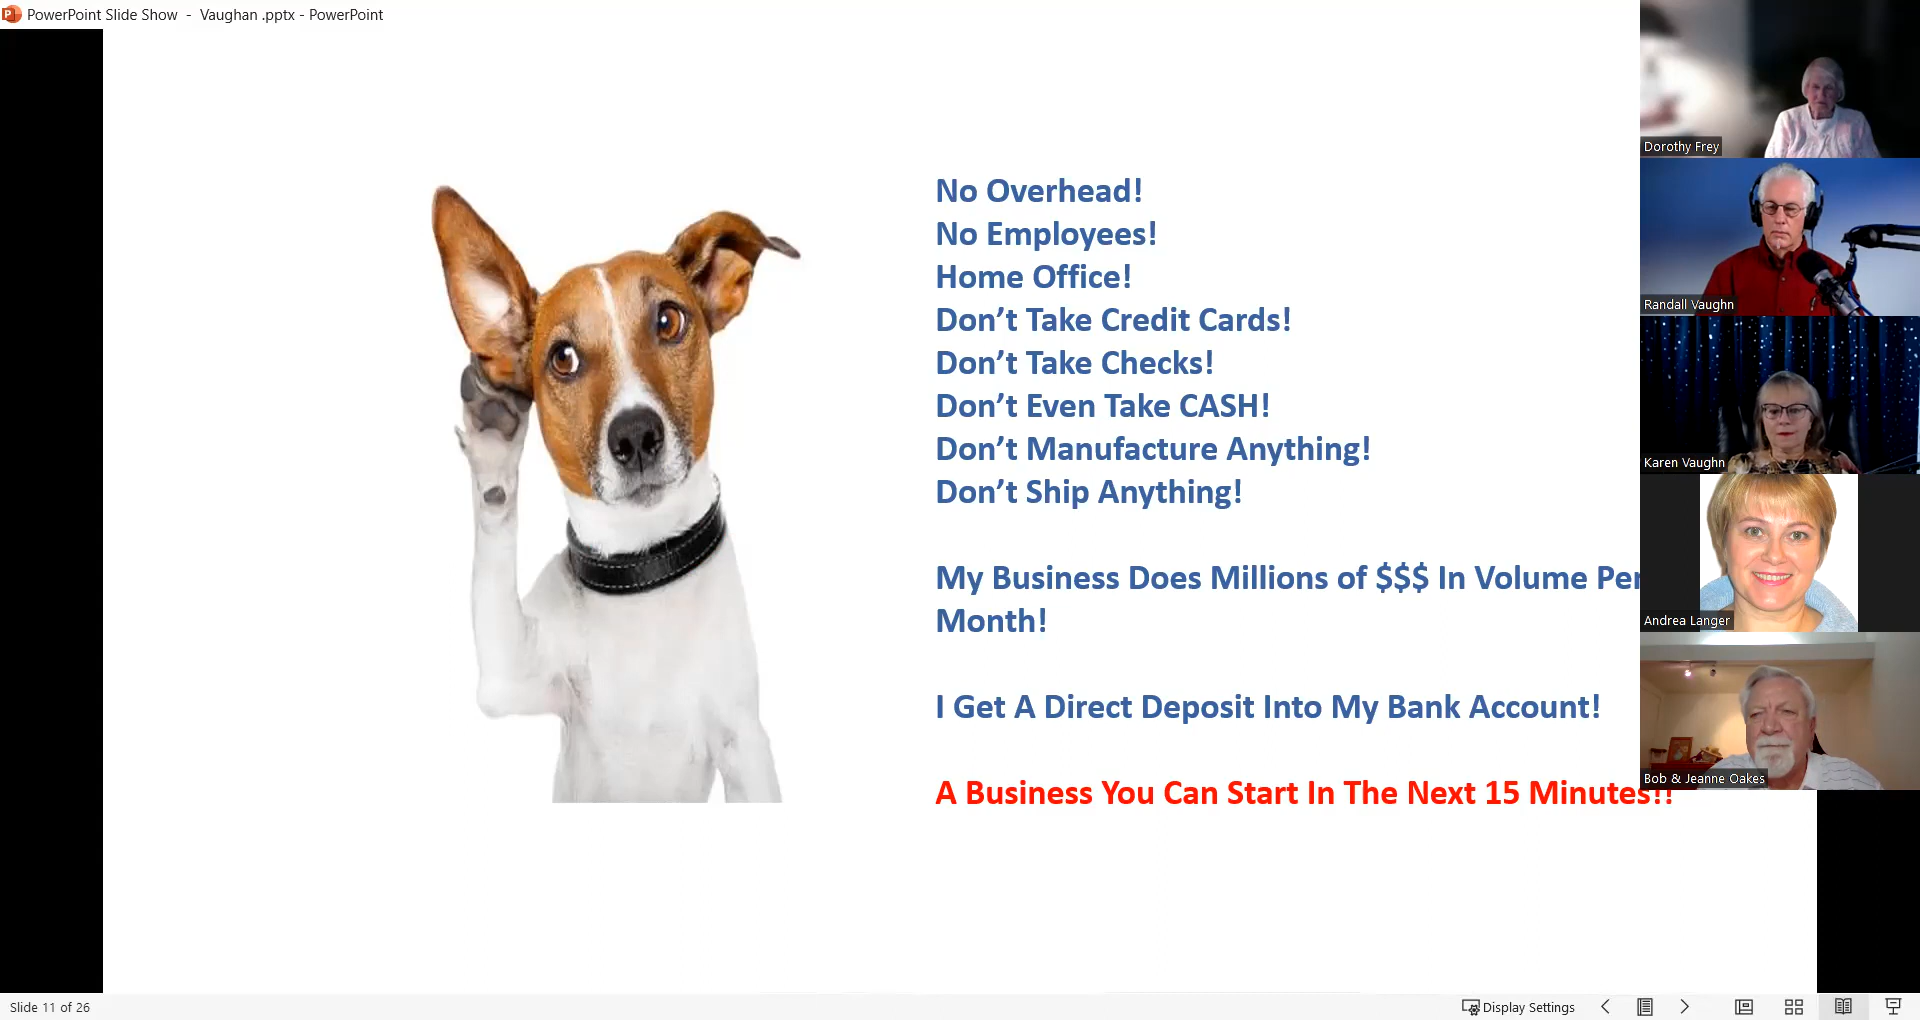 PowerPoint Slide Show - Vaughan .pptx - PowerPoint
No Overhead!
No Employees!
Home Office!
Don't Take Credit Cards!
Don't Take Checks!
Don't Even Take CASH!
Don't Manufacture Anything!
Don't Ship Anything!
My Business Does Millions of $$$ In Volume Per
Month!
I Get A Direct Deposit Into My Bank Account!
A Business You Can Start In The Next 15 Minutes!!
Dorothy Frey
Randall Vaughn
Karen Vaughn
Andrea Langer
Bob & Jeanne Oakes
Slide 11 of 26
Display Settings